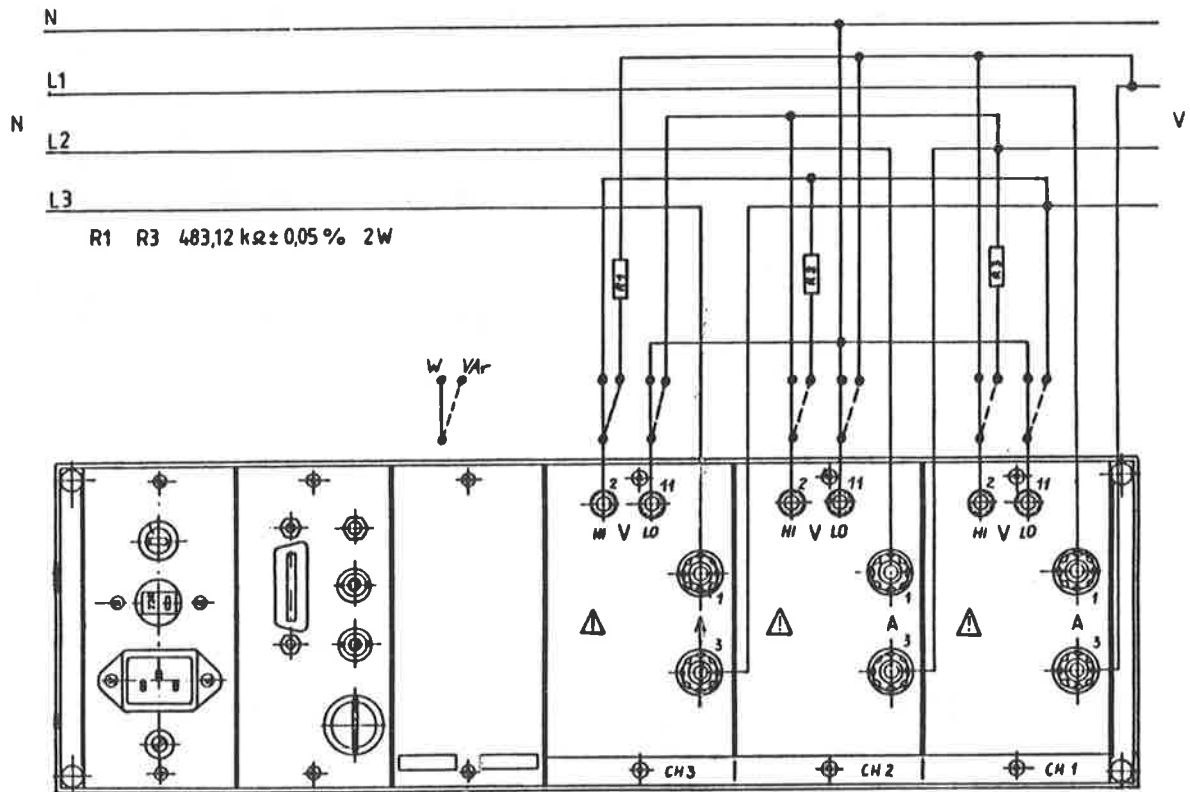 N
L1
N V
L2
L3
R1 R3 483,12 kΩ ± 0,05 % 2W
R1 R2 R3
W VAr
2 11 2 11 2 11
HI V LO HI V LO HI V LO
1 1 1
A A A
3 3 3
CH3 CH2 CH1